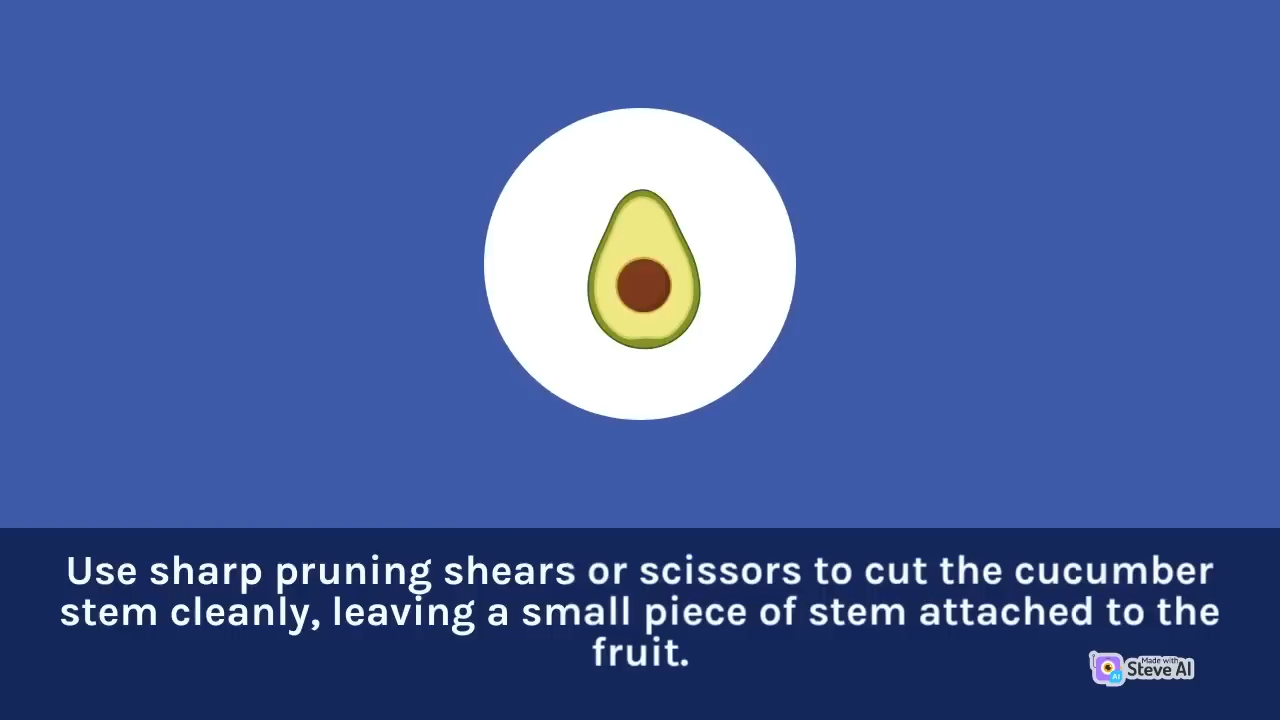 Use sharp pruning shears or scissors to cut the cucumber
stem cleanly, leaving a small piece of stem attached to the
fruit.
Made with
Steve AI
AI